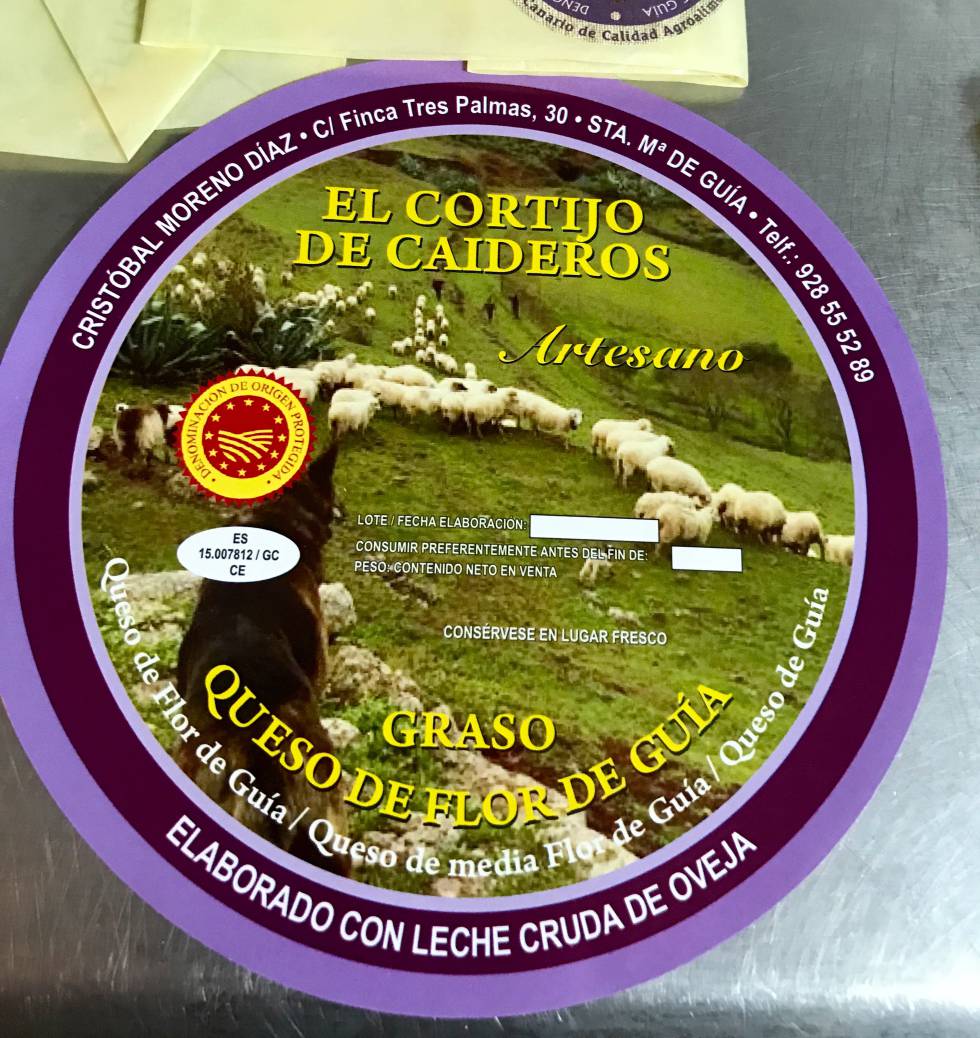 Canario de Calidad Agroalim
CRISTÓBAL MORENO DÍAZ • C/ Finca Tres Palmas, 30 • STA. Mª DE GUÍA • Telf.: 928 55 52 89
EL CORTIJO
DE CAIDEROS
Artesano
DENOMINACION DE ORIGEN PROTEGIDA
ES
15.007812 / GC
CE
LOTE / FECHA ELABORACIÓN:
CONSUMIR PREFERENTEMENTE ANTES DEL FIN DE:
PESO: CONTENIDO NETO EN VENTA
CONSÉRVESE EN LUGAR FRESCO
GRASO
QUESO DE FLOR DE GUÍA
Queso de Flor de Guía / Queso de media Flor de Guía / Queso de Guía
ELABORADO CON LECHE CRUDA DE OVEJA